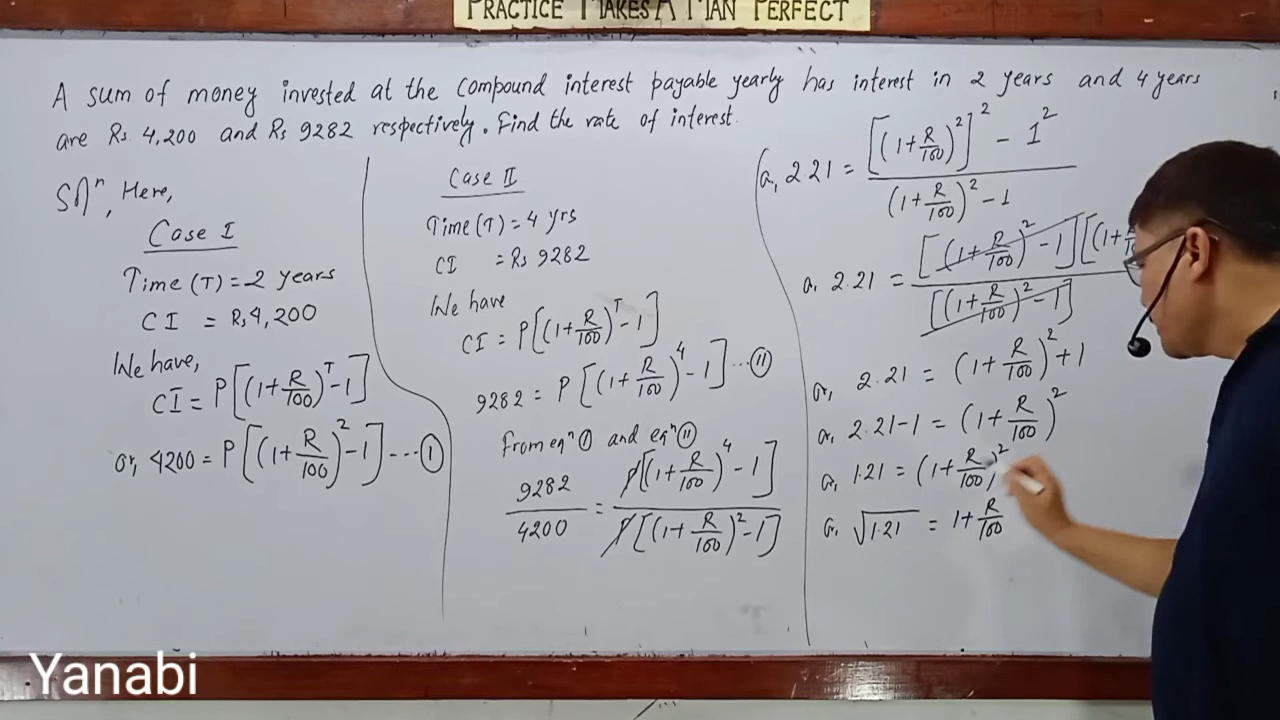 PRACTICE MAKES A MAN PERFECT
A sum of money invested at the compound interest payable yearly has interest in 2 years and 4 years
are Rs. 4,200 and Rs 9282 respectively. Find the rate of interest.
Solⁿ, Here,
Case I
Time (T) = 2 years
CI = Rs 4,200
We have,
CI = P[(1+R/100)^T - 1]
or, 4200 = P[(1+R/100)^2 - 1] ---- (I)
Case II
Time (T) = 4 yrs
CI = Rs 9282
We have
CI = P[(1+R/100)^T - 1]
9282 = P[(1+R/100)^4 - 1] ... (II)
from eqⁿ (I) and eqⁿ (II)
9282/4200 = P[(1+R/100)^4 - 1] / P[(1+R/100)^2 - 1]
or, 2.21 = [{(1+R/100)^2}]^2 - 1^2 / (1+R/100)^2 - 1
or, 2.21 = [(1+R/100)^2 - 1][(1+R / [(1+R/100)^2 - 1]
or, 2.21 = (1+R/100)^2 + 1
or, 2.21 - 1 = (1+R/100)^2
or, 1.21 = (1+R/100)^2
or, √1.21 = 1+R/100
Yanabi